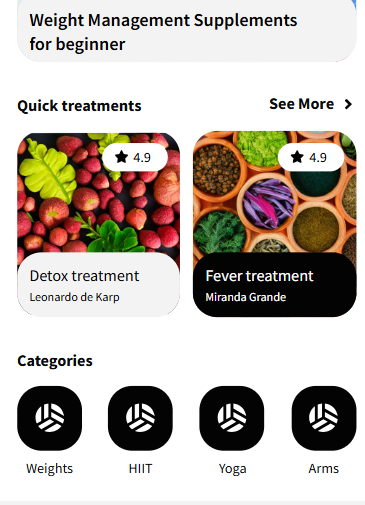 Weight Management Supplements
for beginner
Quick treatments
See More
4.9
4.9
Detox treatment
Leonardo de Karp
Fever treatment
Miranda Grande
Categories
Weights
HIIT
Yoga
Arms